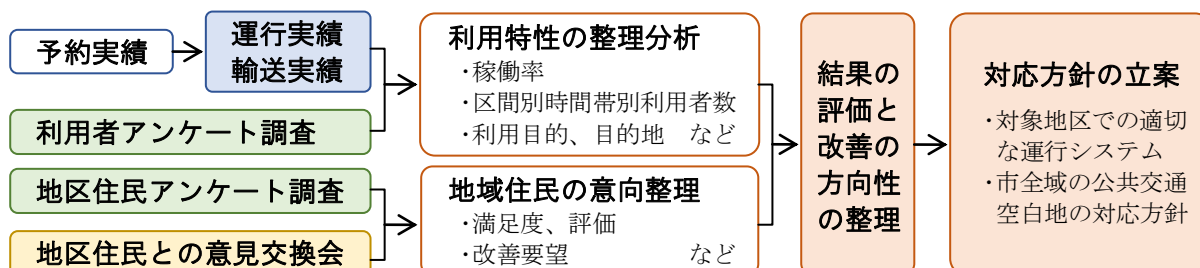 予約実績
運行実績
輸送実績
利用者アンケート調査
地区住民アンケート調査
地区住民との意見交換会
利用特性の整理分析
・稼働率
・区間別時間帯別利用者数
・利用目的、目的地　など
地域住民の意向整理
・満足度、評価
・改善要望　など
結果の
評価と
改善の
方向性
の整理
対応方針の立案
・対象地区での適切
な運行システム
・市全域の公共交通
空白地の対応方針